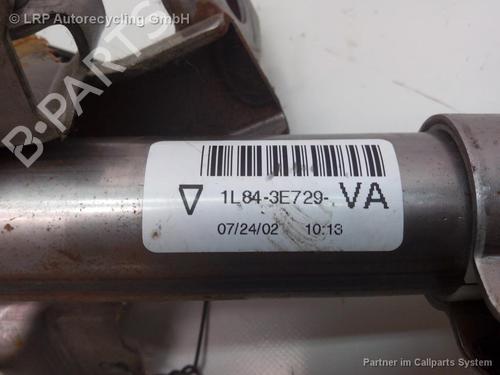 © LRP Autorecycling GmbH
B-PARTS
1L84-3E729- VA
07/24/02 10:13
Partner im Callparts System